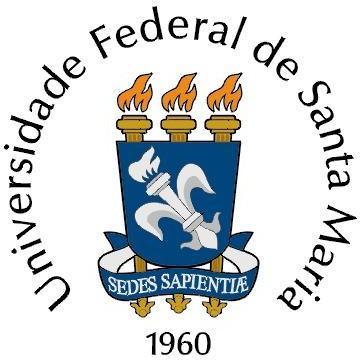 Universidade Federal de Santa Maria
SEDES SAPIENTIÆ
1960